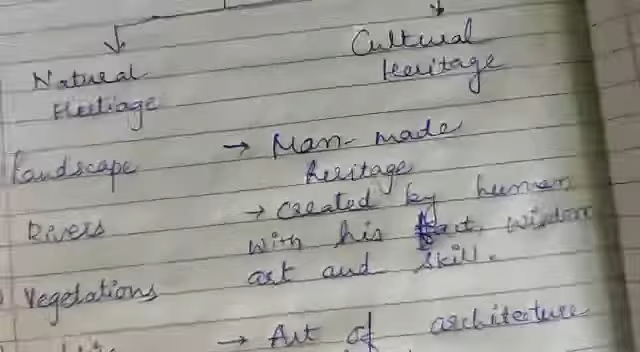 Natural
Heritage
Landscape
Rivers
Vegetations
Cultural
Heritage
→ Man-made
heritage
→ created by human
with his wisdom
art and skill.
→ Art of architecture